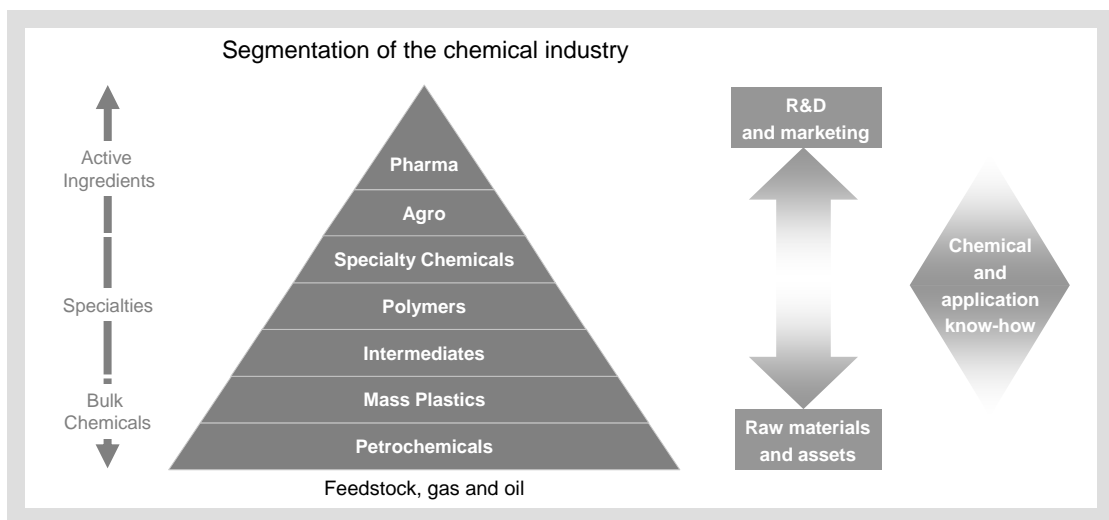 Segmentation of the chemical industry
Active
Ingredients
Specialties
Bulk
Chemicals
Pharma
Agro
Specialty Chemicals
Polymers
Intermediates
Mass Plastics
Petrochemicals
Feedstock, gas and oil
R&D
and marketing
Raw materials
and assets
Chemical
and
application
know-how